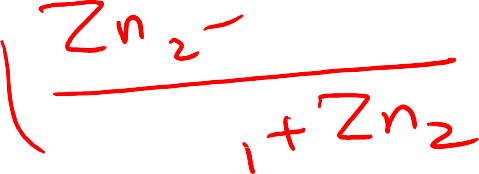 ( Zn₂ -
1 + Zn₂